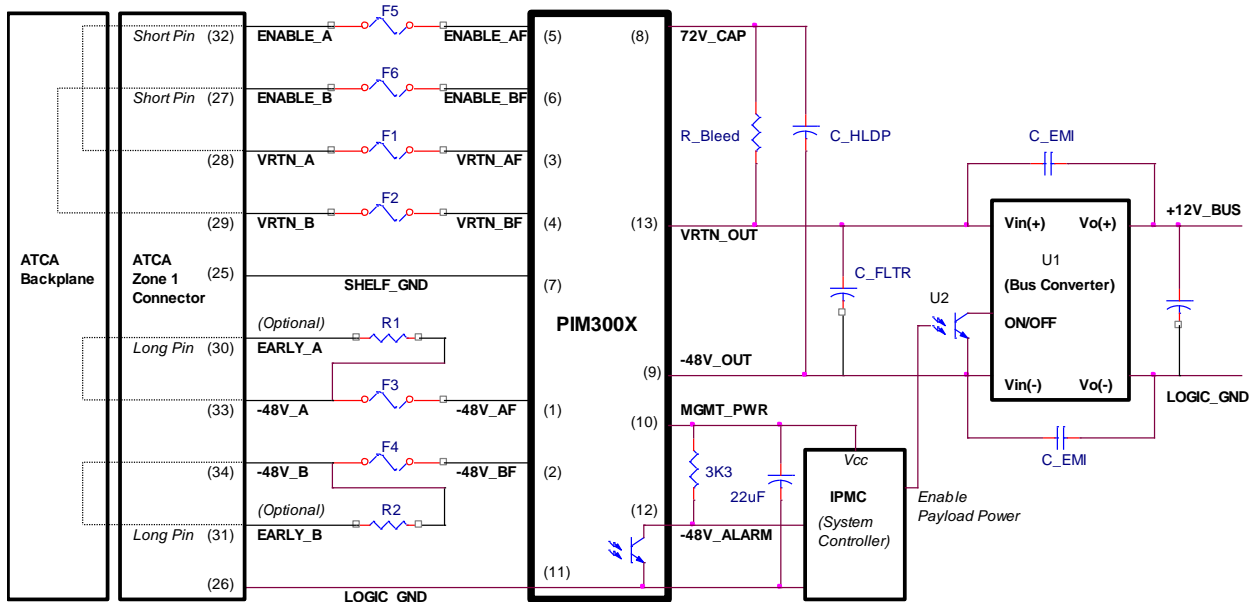 F5
Short Pin (32) ENABLE_A ENABLE_AF (5) (8) 72V_CAP
F6
Short Pin (27) ENABLE_B ENABLE_BF (6)
R_Bleed C_HLDP
F1 C_EMI
(28) VRTN_A VRTN_AF (3)
F2
(29) VRTN_B VRTN_BF (4) (13) VRTN_OUT
Vin(+) Vo(+) +12V_BUS
ATCA Backplane
ATCA Zone 1 Connector
(25) SHELF_GND (7)
C_FLTR
U1
(Bus Converter)
U2
ON/OFF
PIM300X
(Optional) R1
Long Pin (30) EARLY_A
-48V_OUT
(9)
Vin(-) Vo(-)
LOGIC_GND
F3
(33) -48V_A -48V_AF (1)
MGMT_PWR
(10)
C_EMI
F4
(34) -48V_B -48V_BF (2)
3K3
22uF
Vcc
IPMC
(System Controller)
Enable Payload Power
(Optional) R2
Long Pin (31) EARLY_B
(12)
-48V_ALARM
(26) LOGIC_GND (11)